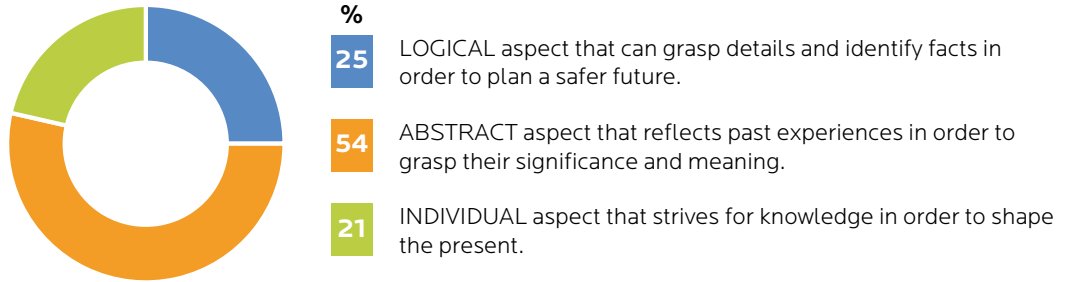 %
25 LOGICAL aspect that can grasp details and identify facts in
order to plan a safer future.
54 ABSTRACT aspect that reflects past experiences in order to
grasp their significance and meaning.
21 INDIVIDUAL aspect that strives for knowledge in order to shape
the present.